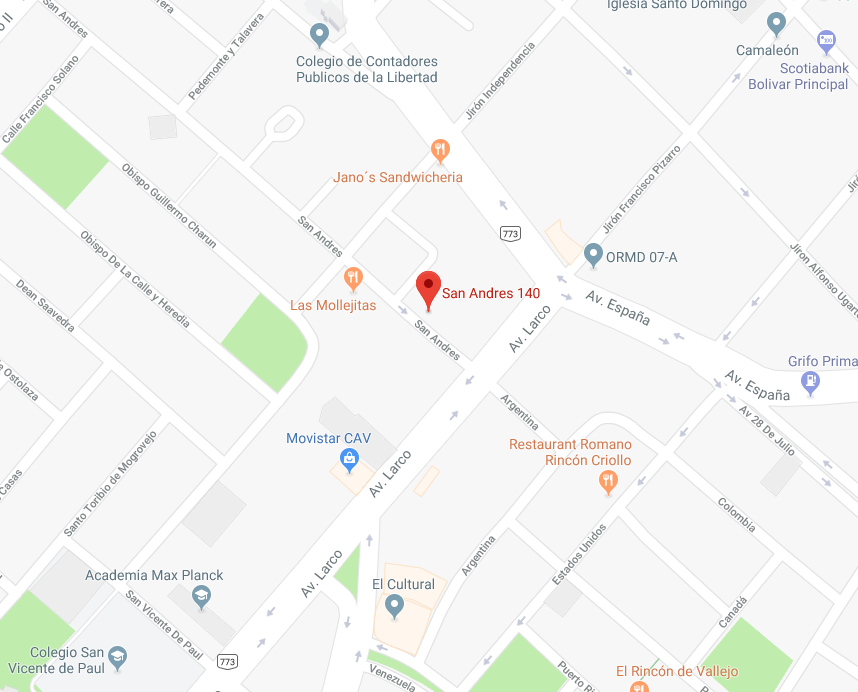 San Andres
Pedemonte y Talavera
Calle Francisco Solano
Colegio de Contadores
Publicos de la Libertad
Iglesia Santo Domingo
Camaleón
Scotiabank
Bolivar Principal
Jirón Independencia
Jano´s Sandwicheria
Jirón Francisco Pizarro
Obispo Guillermo Charun
San Andres
773
ORMD 07-A
Jiron Alfonso Ugarte
Obispo De La Calle y Heredia
Dean Saavedra
Las Mollejitas
San Andres 140
San Andres
Av. Larco
Av. España
Grifo Prima
Av. España
Av 28 De Julio
Argentina
Movistar CAV
Av. Larco
Restaurant Romano
Rincón Criollo
Santo Toribio de Mogrovejo
Casas
Colombia
Argentina
Estados Unidos
Av. Larco
Academia Max Planck
El Cultural
San Vicente De Paul
Canadá
Colegio San
Vicente de Paul
773
Venezuela
El Rincón de Vallejo